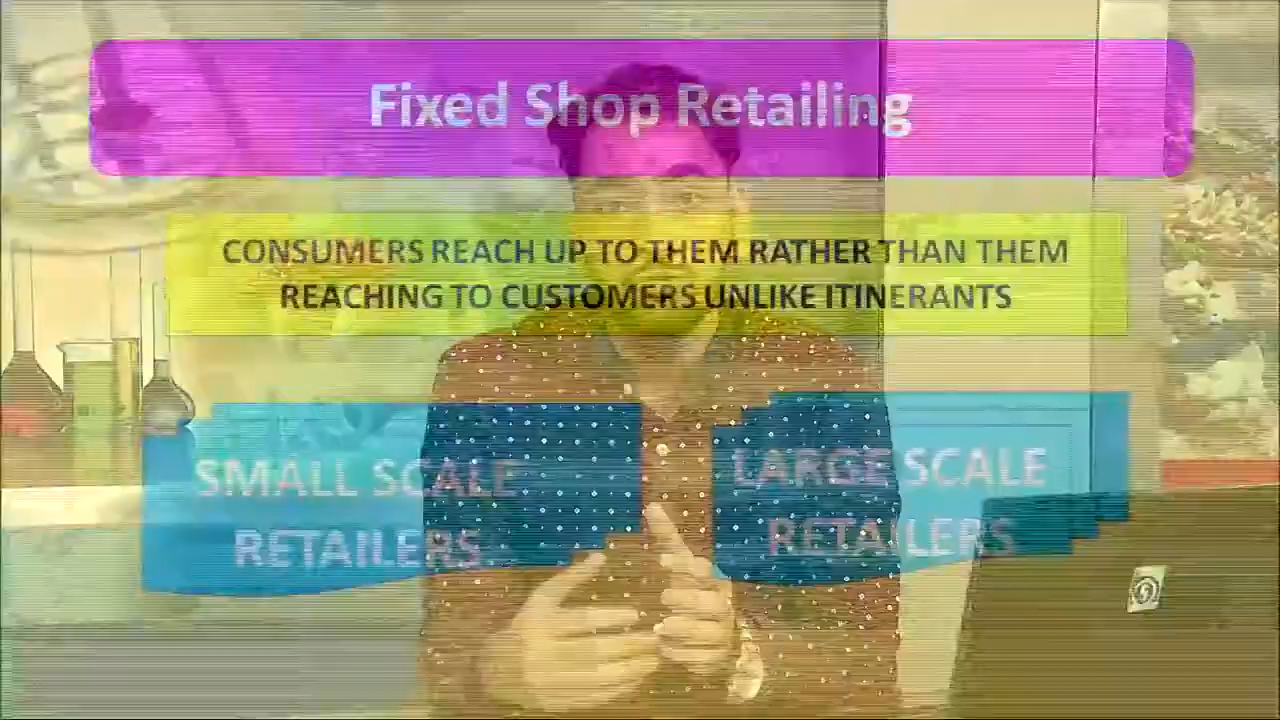 Fixed Shop Retailing
CONSUMERS REACH UP TO THEM RATHER THAN THEM
REACHING TO CUSTOMERS UNLIKE ITINERANTS
SMALL SCALE
RETAILERS
LARGE SCALE
RETAILERS